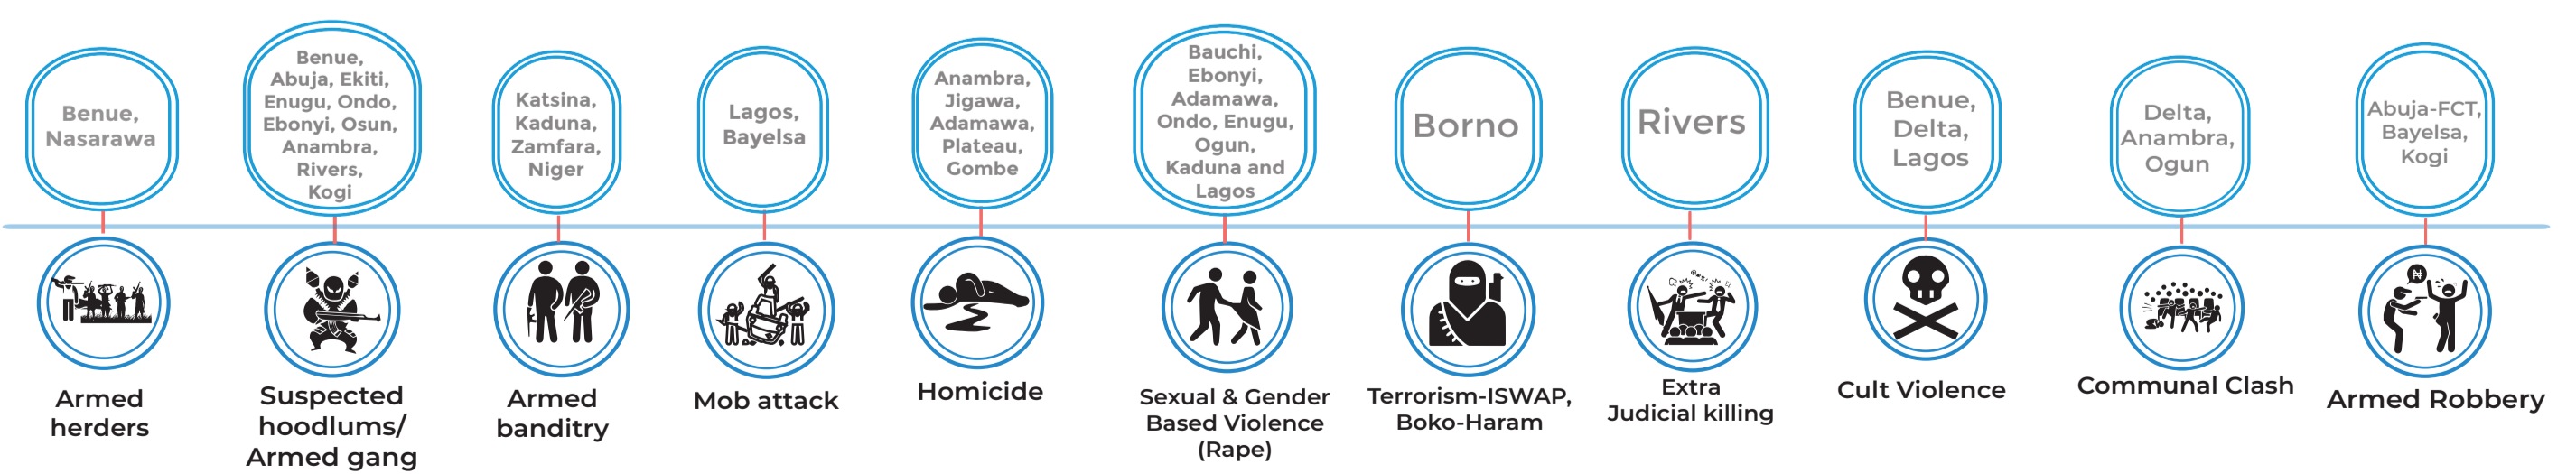 Benue,
Nasarawa
Armed
herders
Benue,
Abuja, Ekiti,
Enugu, Ondo,
Ebonyi, Osun,
Anambra,
Rivers,
Kogi
Suspected
hoodlums/
Armed gang
Katsina,
Kaduna,
Zamfara,
Niger
Armed
banditry
Lagos,
Bayelsa
Mob attack
Anambra,
Jigawa,
Adamawa,
Plateau,
Gombe
Homicide
Bauchi,
Ebonyi,
Adamawa,
Ondo, Enugu,
Ogun,
Kaduna and
Lagos
Sexual & Gender
Based Violence
(Rape)
Borno
Terrorism-ISWAP,
Boko-Haram
Rivers
Extra
Judicial killing
Benue,
Delta,
Lagos
Cult Violence
Delta,
Anambra,
Ogun
Communal Clash
Abuja-FCT,
Bayelsa,
Kogi
₦
Armed Robbery